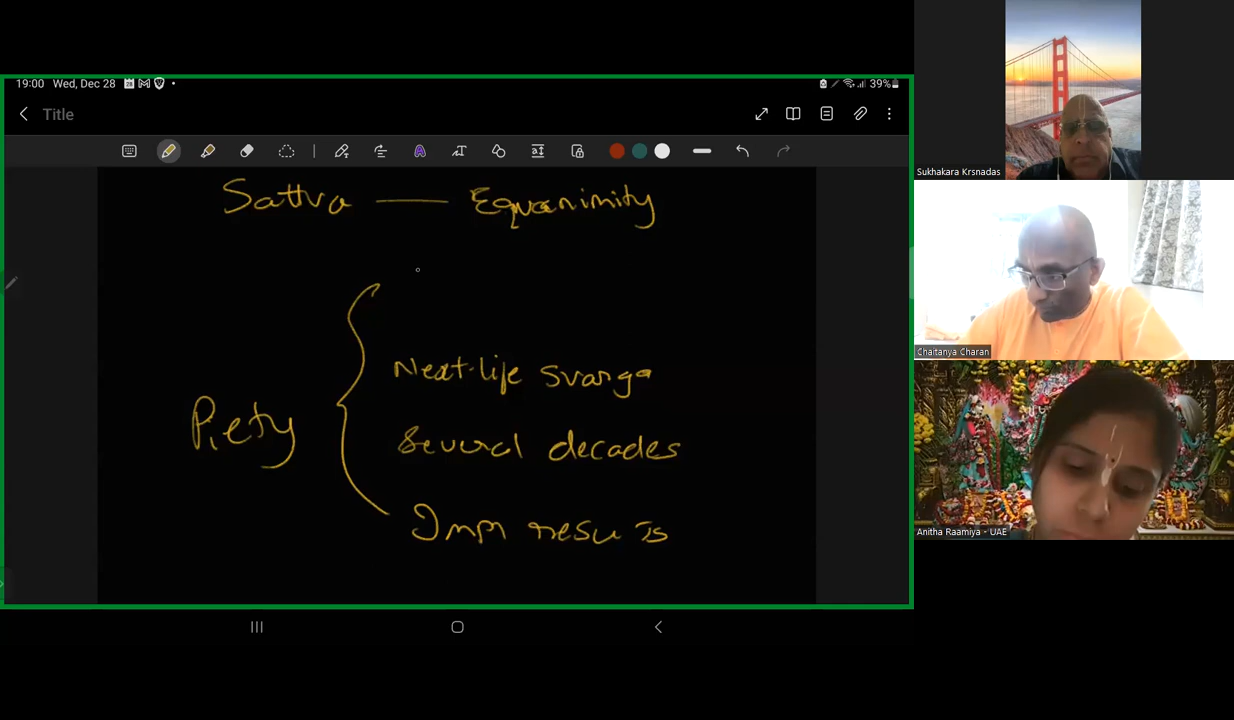 19:00 Wed, Dec 28
39%
Title
Sattva — Equanimity
Piety
Next-life Svarga
Several decades
Imm results
Sukhakara Krsnadas
Chaitanya Charan
Anitha Raamiya - UAE